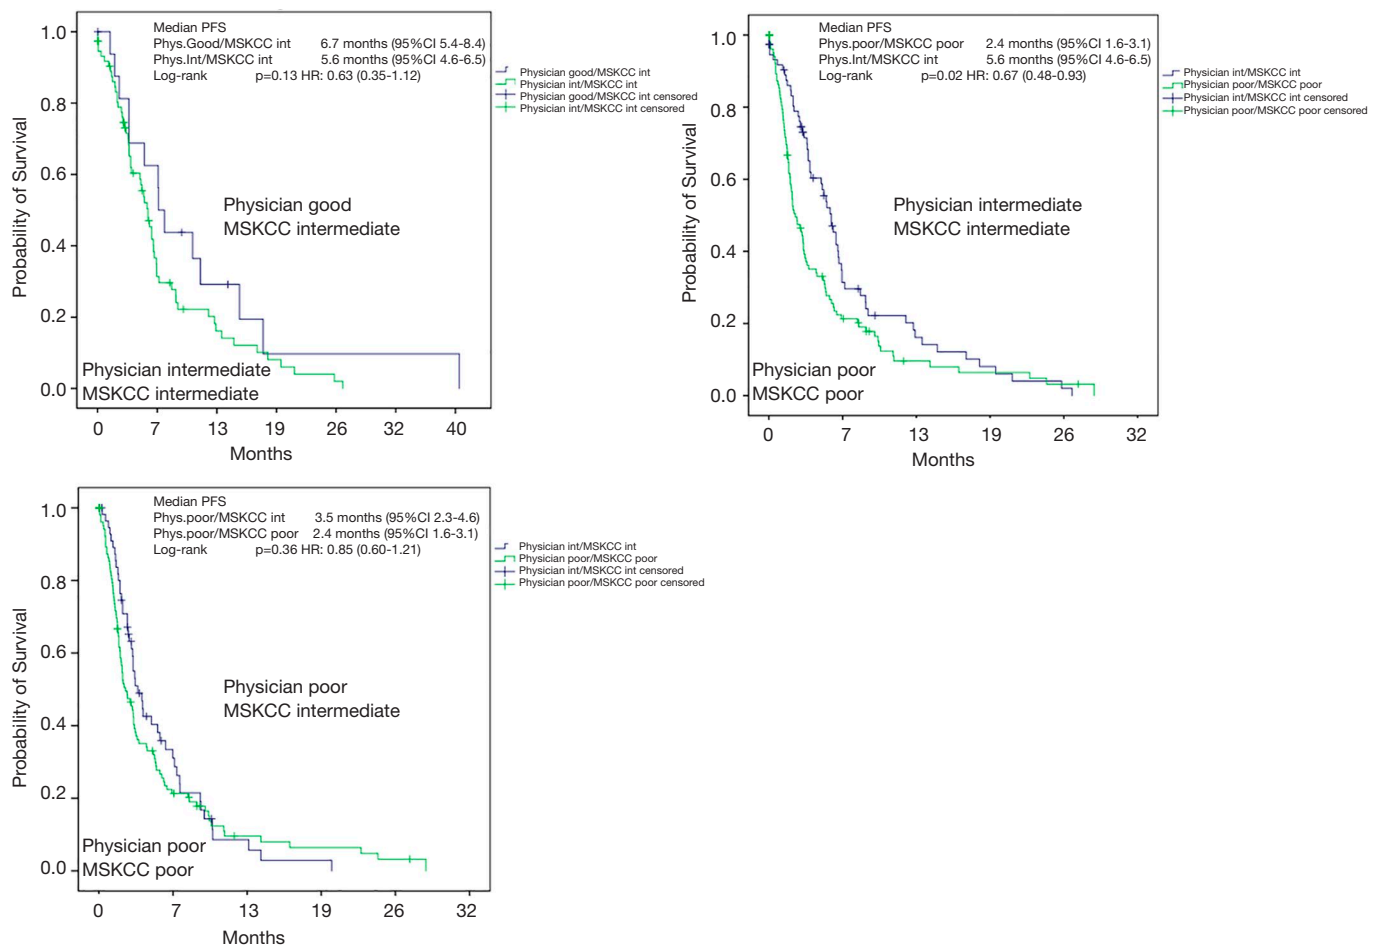 Median PFS
Phys.Good/MSKCC int 6.7 months (95%CI 5.4-8.4)
Phys.Int/MSKCC int 5.6 months (95%CI 4.6-6.5)
Log-rank p=0.13 HR: 0.63 (0.35-1.12)
Physician good/MSKCC int
Physician int/MSKCC int
Physician good/MSKCC int censored
Physician int/MSKCC int censored
Probability of Survival
1.0
0.8
0.6
0.4
0.2
0.0
Physician good
MSKCC intermediate
Physician intermediate
MSKCC intermediate
0 7 13 19 26 32 40
Months
Median PFS
Phys.poor/MSKCC poor 2.4 months (95%CI 1.6-3.1)
Phys.Int/MSKCC int 5.6 months (95%CI 4.6-6.5)
Log-rank p=0.02 HR: 0.67 (0.48-0.93)
Physician int/MSKCC int
Physician poor/MSKCC poor
Physician int/MSKCC int censored
Physician poor/MSKCC poor censored
Probability of Survival
1.0
0.8
0.6
0.4
0.2
0.0
Physician intermediate
MSKCC intermediate
Physician poor
MSKCC poor
0 7 13 19 26 32
Months
Median PFS
Phys.poor/MSKCC int 3.5 months (95%CI 2.3-4.6)
Phys.poor/MSKCC poor 2.4 months (95%CI 1.6-3.1)
Log-rank p=0.36 HR: 0.85 (0.60-1.21)
Physician int/MSKCC int
Physician poor/MSKCC poor
Physician int/MSKCC int censored
Physician poor/MSKCC poor censored
Probability of Survival
1.0
0.8
0.6
0.4
0.2
0.0
Physician poor
MSKCC intermediate
Physician poor
MSKCC poor
0 7 13 19 26 32
Months